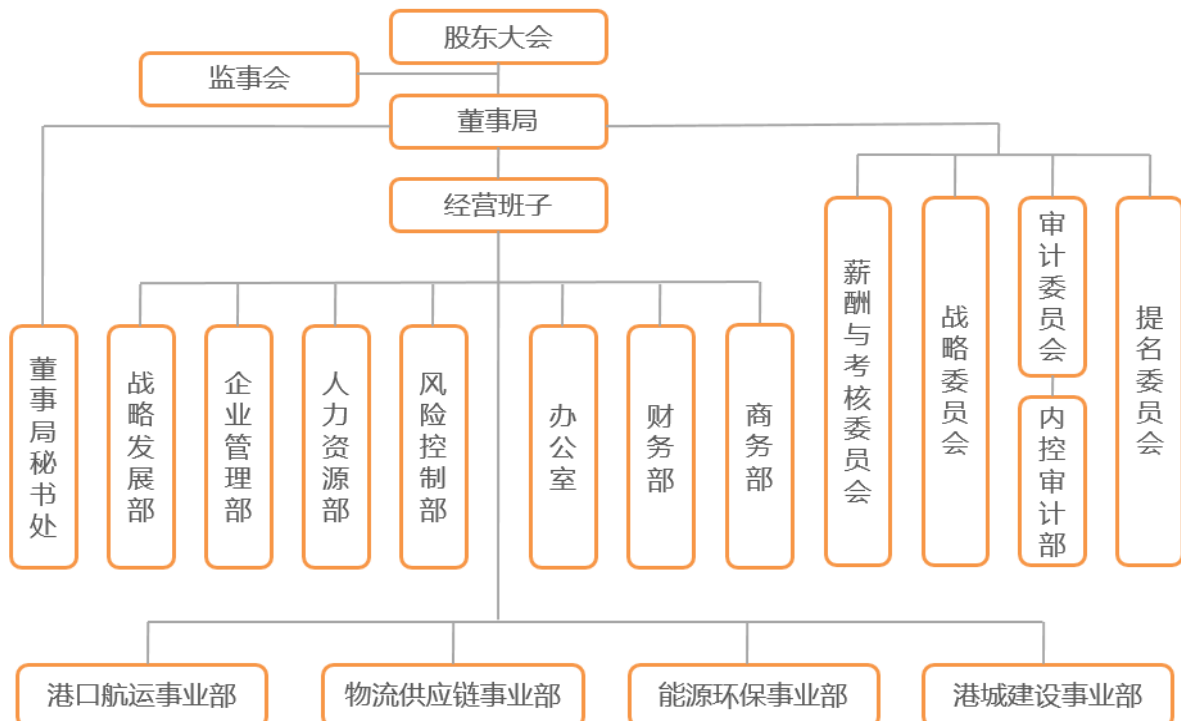 股东大会
监事会
董事局
经营班子
董事局秘书处
战略发展部
企业管理部
人力资源部
风险控制部
办公室
财务部
商务部
薪酬与考核委员会
战略委员会
审计委员会
内控审计部
提名委员会
港口航运事业部
物流供应链事业部
能源环保事业部
港城建设事业部